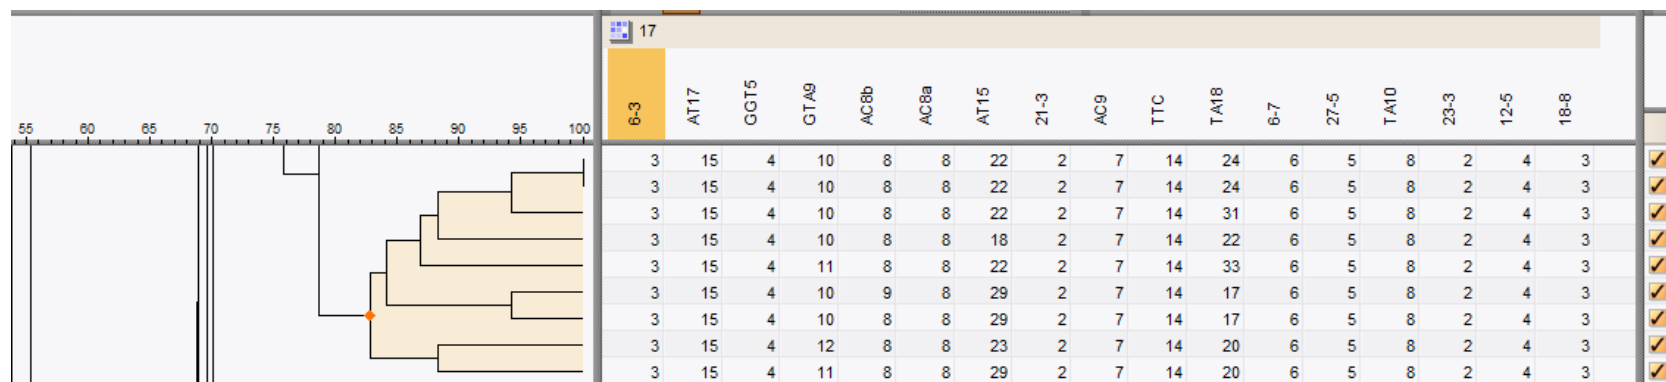 17
6-3 AT17 GGT5 GTA9 AC8b AC8a AT15 21-3 AC9 TTC TA18 6-7 27-5 TA10 23-3 12-5 18-8
55 60 65 70 75 80 85 90 95 100
3 15 4 10 8 8 22 2 7 14 24 6 5 8 2 4 3
3 15 4 10 8 8 22 2 7 14 24 6 5 8 2 4 3
3 15 4 10 8 8 22 2 7 14 31 6 5 8 2 4 3
3 15 4 10 8 8 18 2 7 14 22 6 5 8 2 4 3
3 15 4 11 8 8 22 2 7 14 33 6 5 8 2 4 3
3 15 4 10 9 8 29 2 7 14 17 6 5 8 2 4 3
3 15 4 10 8 8 29 2 7 14 17 6 5 8 2 4 3
3 15 4 12 8 8 23 2 7 14 20 6 5 8 2 4 3
3 15 4 11 8 8 29 2 7 14 20 6 5 8 2 4 3